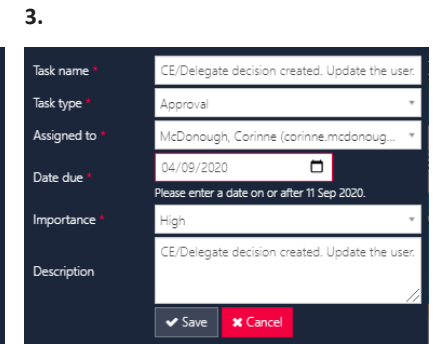 3.
Task name *
CE/Delegate decision created. Update the user.
Task type *
Approval
Assigned to *
McDonough, Corinne (corinne.mcdonoug...
Date due *
04/09/2020
Please enter a date on or after 11 Sep 2020.
Importance *
High
Description
CE/Delegate decision created. Update the user.
Save
Cancel